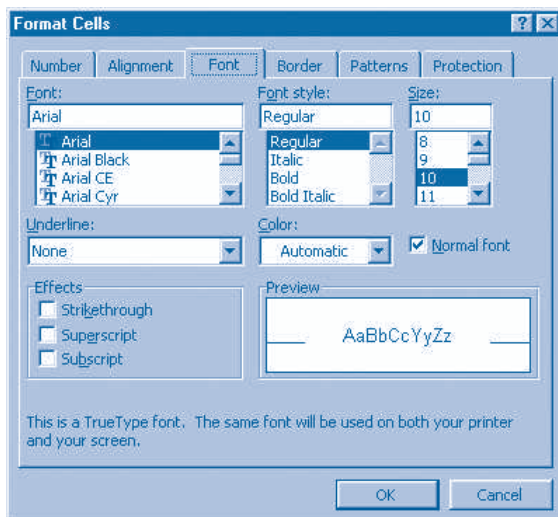 Format Cells
Number Alignment Font Border Patterns Protection
Font: Font style: Size:
Arial Regular 10
Arial Regular 8
Arial Black Italic 9
Arial CE Bold 10
Arial Cyr Bold Italic 11
Underline: Color:
None Automatic Normal font
Effects Preview
Strikethrough
Superscript AaBbCcYyZz
Subscript
This is a TrueType font. The same font will be used on both your printer
and your screen.
OK Cancel